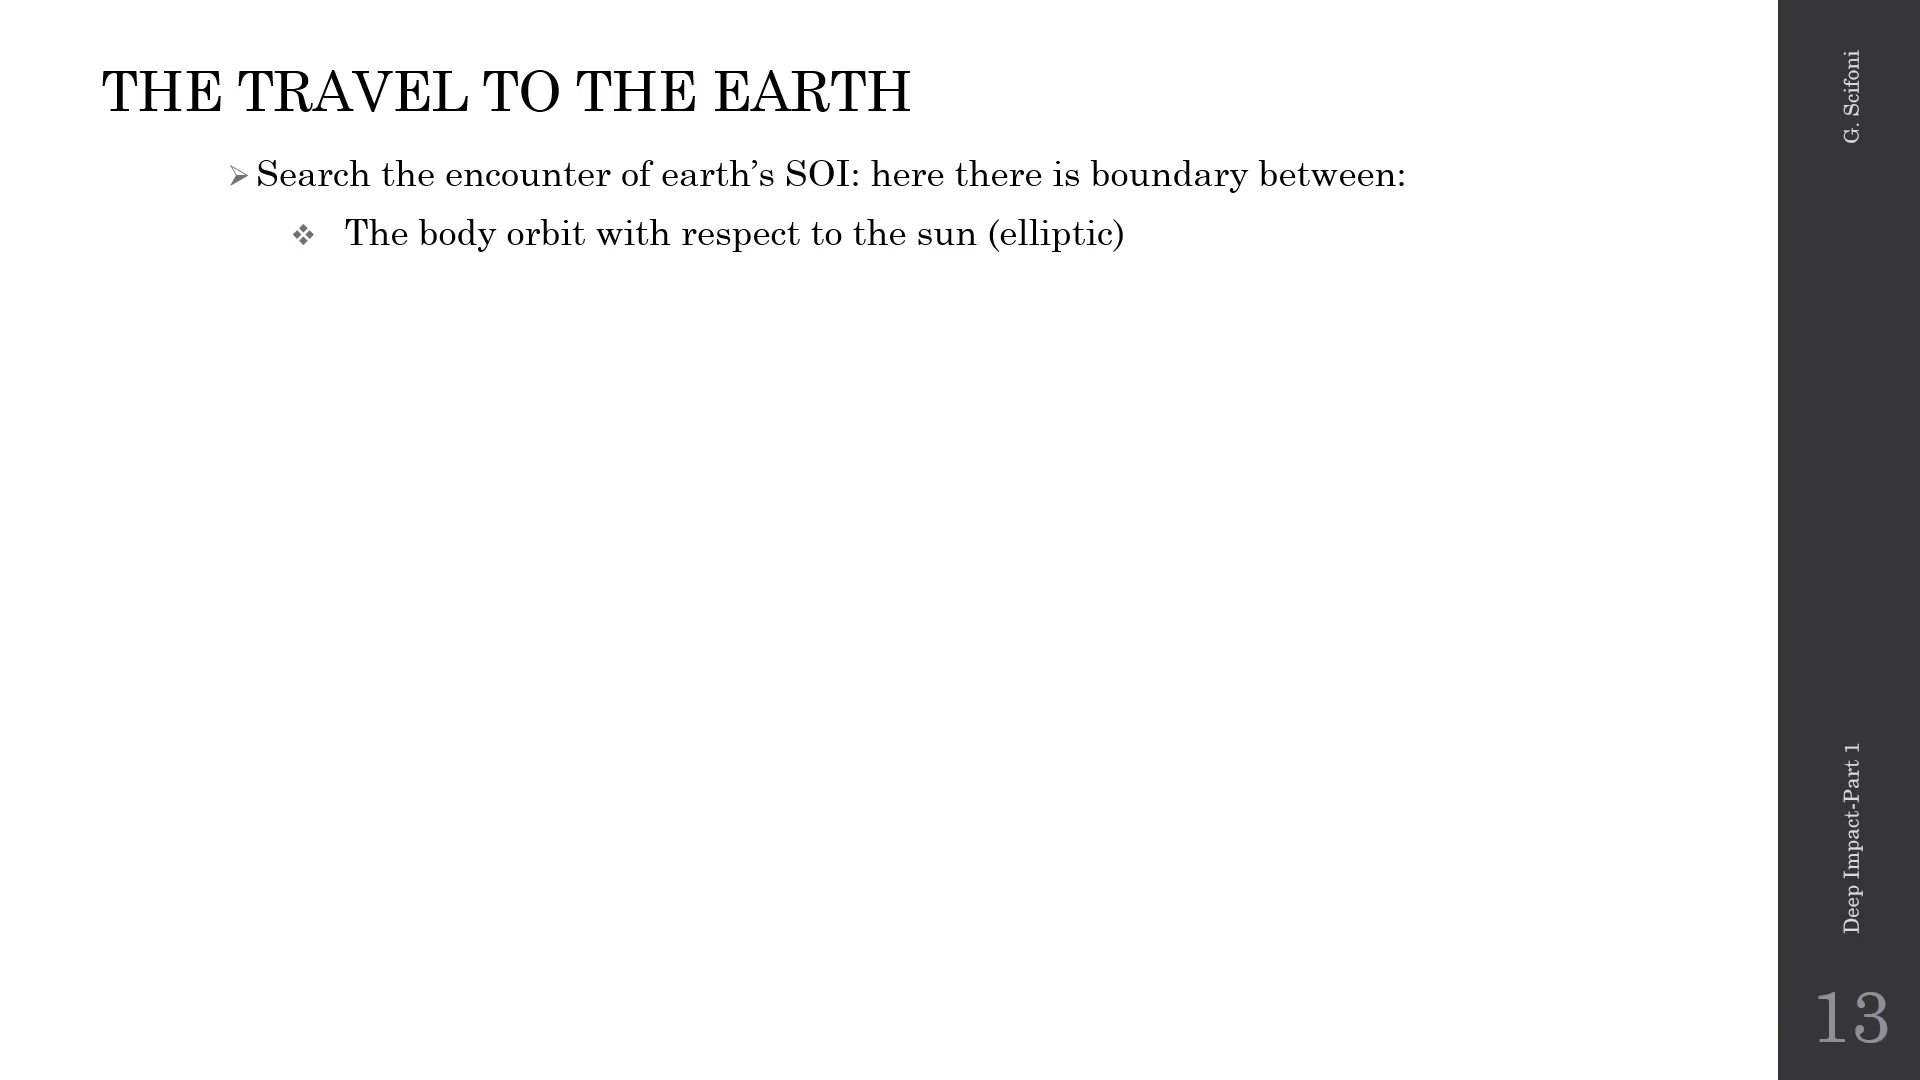 THE TRAVEL TO THE EARTH
Search the encounter of earth’s SOI: here there is boundary between:
The body orbit with respect to the sun (elliptic)
G. Scifoni
Deep Impact-Part 1
13